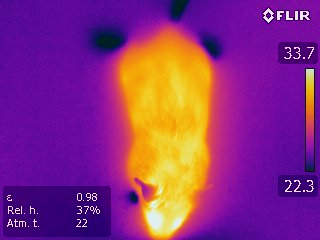 FLIR
33.7
22.3
ε 0.98
Rel. h. 37%
Atm. t. 22